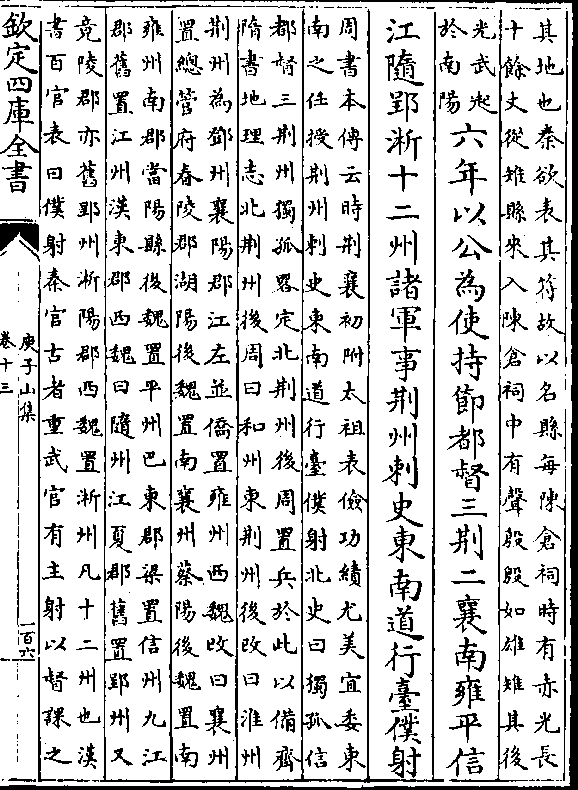 其地也秦欲表其符故以名縣每陳倉祠時有赤光長
十餘丈從雉縣來入陳倉祠中有聲殷殷如雄雉其後
光武起
於南陽
六年以公為使持節都督三荆二襄南雍平信
江隨郢淅十二州諸軍事荆州刺史東南道行臺僕射
周書本傳云時荆襄初附太祖表儉功績尤美宜委東
南之任授荆州刺史東南道行臺僕射北史曰獨孤信
都督三荆州獨孤畧定北荆州後周置兵於此以備齊
隋書地理志北荆州後周曰和州東荆州後改曰淮州
荆州為鄧州襄陽郡江左並僑置雍州西魏改曰襄州
置總管府舂陵郡湖陽後魏置南襄州蔡陽後魏置南
雍州南郡當陽縣後魏置平州巴東郡梁置信州九江
郡舊置江州漢東郡西魏曰隨州江夏郡舊置郢州又
竟陵郡亦舊郢州淅陽郡西魏置淅州凡十二州也漢
書百官表曰僕射秦官古者重武官有主射以督課之
欽定四庫全書
庾子山集
卷十三
一百六